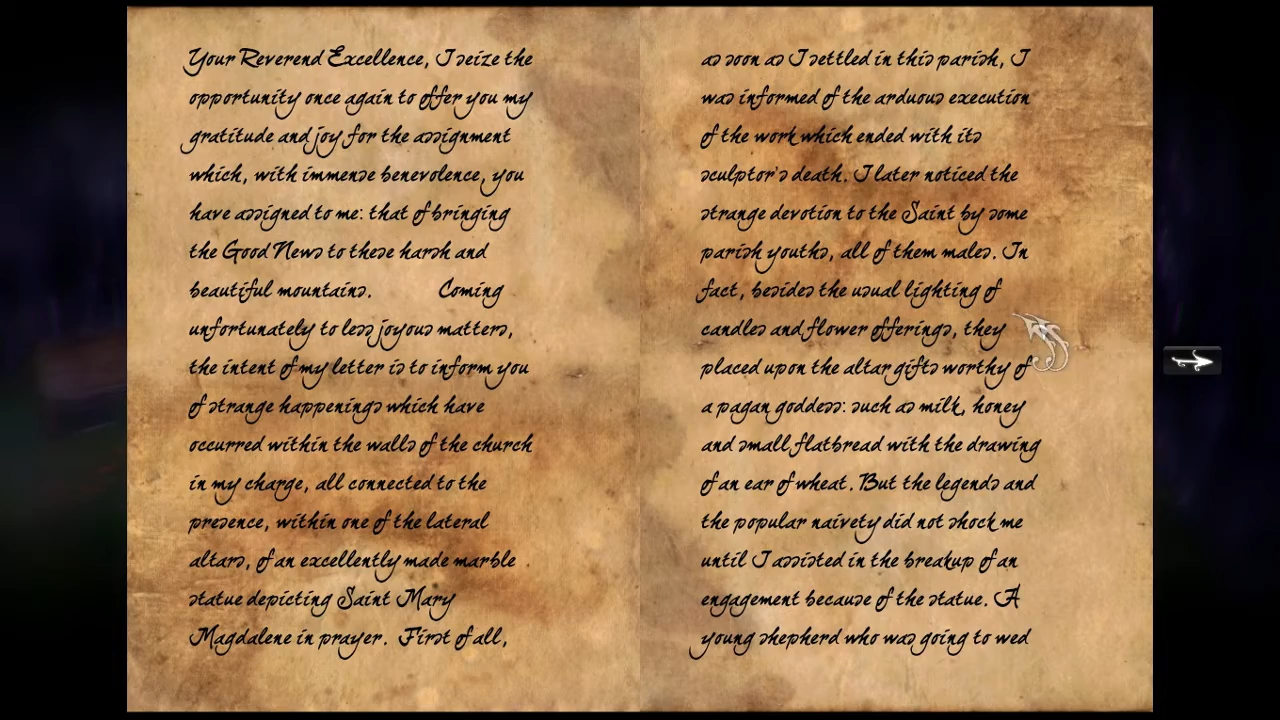 Your Reverend Excellence, I seize the
opportunity once again to offer you my
gratitude and joy for the assignment
which, with immense benevolence, you
have assigned to me: that of bringing
the Good News to these harsh and
beautiful mountains. Coming
unfortunately to less joyous matters,
the intent of my letter is to inform you
of strange happenings which have
occurred within the walls of the church
in my charge, all connected to the
presence, within one of the lateral
altars, of an excellently made marble
statue depicting Saint Mary
Magdalene in prayer. First of all,
as soon as I settled in this parish, I
was informed of the arduous execution
of the work which ended with its
sculptor's death. I later noticed the
strange devotion to the Saint by some
parish youths, all of them males. In
fact, besides the usual lighting of
candles and flower offerings, they
placed upon the altar gifts worthy of
a pagan goddess: such as milk, honey
and small flatbread with the drawing
of an ear of wheat. But the legends and
the popular naivety did not shock me
until I assisted in the breakup of an
engagement because of the statue. A
young shepherd who was going to wed